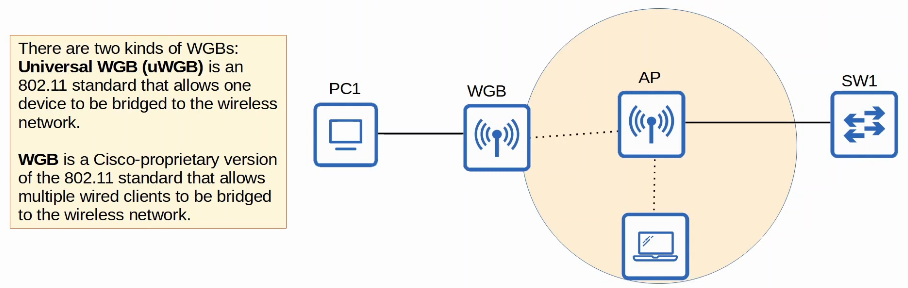 There are two kinds of WGBs:
Universal WGB (uWGB) is an
802.11 standard that allows one
device to be bridged to the wireless
network.
WGB is a Cisco-proprietary version
of the 802.11 standard that allows
multiple wired clients to be bridged
to the wireless network.
PC1
WGB
AP
SW1